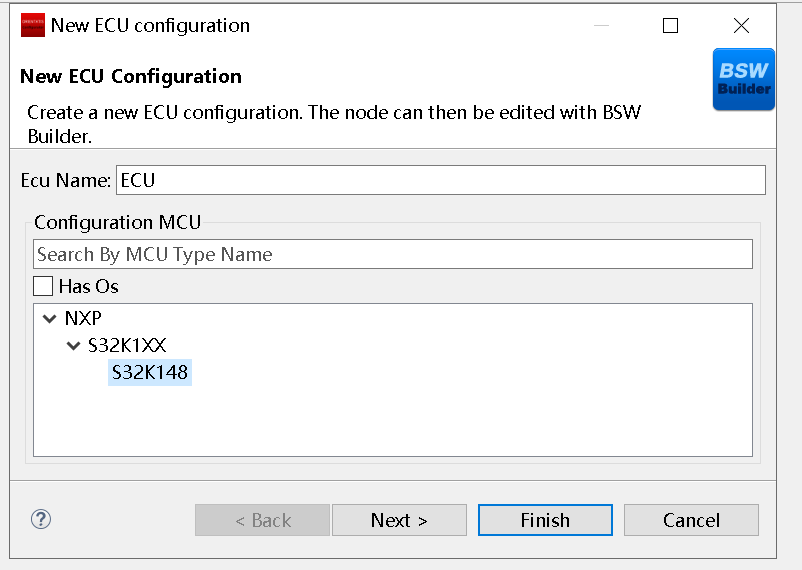 New ECU configuration
New ECU Configuration
BSW
Builder
Create a new ECU configuration. The node can then be edited with BSW
Builder.
Ecu Name: ECU
Configuration MCU
Search By MCU Type Name
Has Os
NXP
S32K1XX
S32K148
?
< Back Next > Finish Cancel